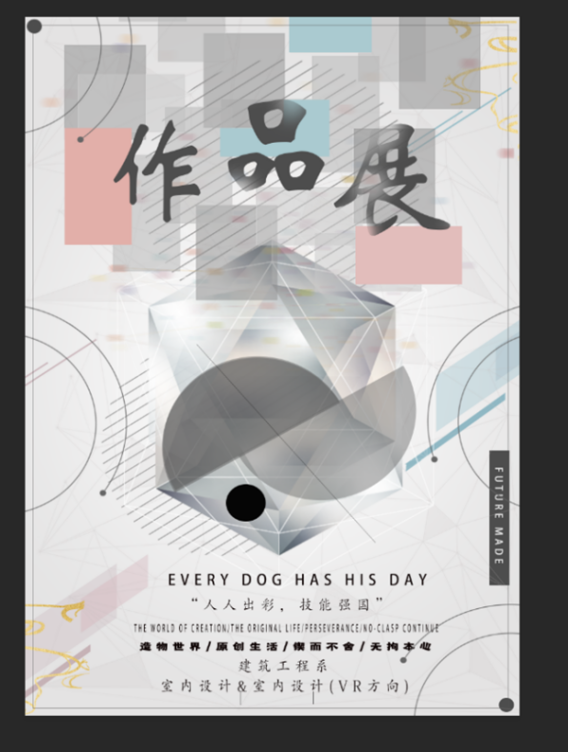 作品展
FUTURE MADE
EVERY DOG HAS HIS DAY
“人人出彩，技能强国”
THE WORLD OF CREATION/THE ORIGINAL LIFE/PERSEVERANCE/NO-CLASP CONTINUE
造物世界/原创生活/锲而不舍/无拘本心
建筑工程系
室内设计&室内设计(VR方向)